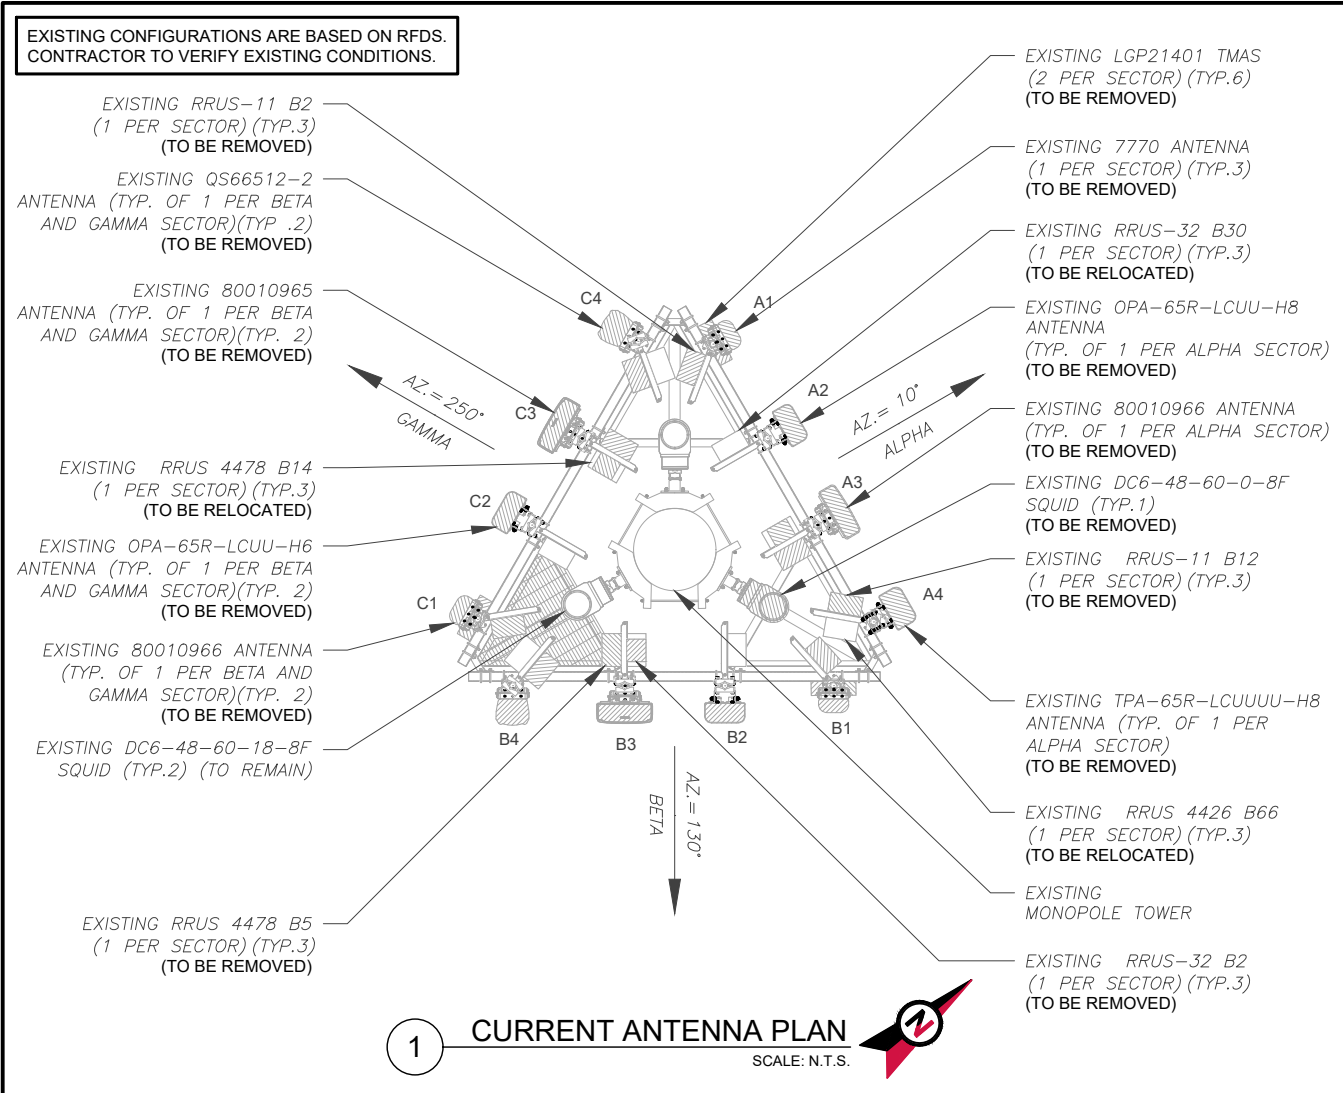 EXISTING CONFIGURATIONS ARE BASED ON RFDS.
CONTRACTOR TO VERIFY EXISTING CONDITIONS.
EXISTING RRUS-11 B2
(1 PER SECTOR)(TYP.3)
(TO BE REMOVED)
EXISTING QS66512-2
ANTENNA (TYP. OF 1 PER BETA
AND GAMMA SECTOR)(TYP .2)
(TO BE REMOVED)
EXISTING 80010965
ANTENNA (TYP. OF 1 PER BETA
AND GAMMA SECTOR)(TYP. 2)
(TO BE REMOVED)
EXISTING RRUS 4478 B14
(1 PER SECTOR)(TYP.3)
(TO BE RELOCATED)
EXISTING OPA-65R-LCUU-H6
ANTENNA (TYP. OF 1 PER BETA
AND GAMMA SECTOR)(TYP. 2)
(TO BE REMOVED)
EXISTING 80010966 ANTENNA
(TYP. OF 1 PER BETA AND
GAMMA SECTOR)(TYP. 2)
(TO BE REMOVED)
EXISTING DC6-48-60-18-8F
SQUID (TYP.2) (TO REMAIN)
EXISTING RRUS 4478 B5
(1 PER SECTOR)(TYP.3)
(TO BE REMOVED)
C4
A1
A2
C3
A3
C2
A4
C1
B4
B3
B2
B1
AZ.=250°
GAMMA
AZ.= 10°
ALPHA
AZ.=130°
BETA
EXISTING LGP21401 TMAS
(2 PER SECTOR)(TYP.6)
(TO BE REMOVED)
EXISTING 7770 ANTENNA
(1 PER SECTOR)(TYP.3)
(TO BE REMOVED)
EXISTING RRUS-32 B30
(1 PER SECTOR)(TYP.3)
(TO BE RELOCATED)
EXISTING OPA-65R-LCUU-H8
ANTENNA
(TYP. OF 1 PER ALPHA SECTOR)
(TO BE REMOVED)
EXISTING 80010966 ANTENNA
(TYP. OF 1 PER ALPHA SECTOR)
(TO BE REMOVED)
EXISTING DC6-48-60-0-8F
SQUID (TYP.1)
(TO BE REMOVED)
EXISTING RRUS-11 B12
(1 PER SECTOR)(TYP.3)
(TO BE REMOVED)
EXISTING TPA-65R-LCUUUU-H8
ANTENNA (TYP. OF 1 PER
ALPHA SECTOR)
(TO BE REMOVED)
EXISTING RRUS 4426 B66
(1 PER SECTOR)(TYP.3)
(TO BE RELOCATED)
EXISTING
MONOPOLE TOWER
EXISTING RRUS-32 B2
(1 PER SECTOR)(TYP.3)
(TO BE REMOVED)
1
CURRENT ANTENNA PLAN
SCALE: N.T.S.
N